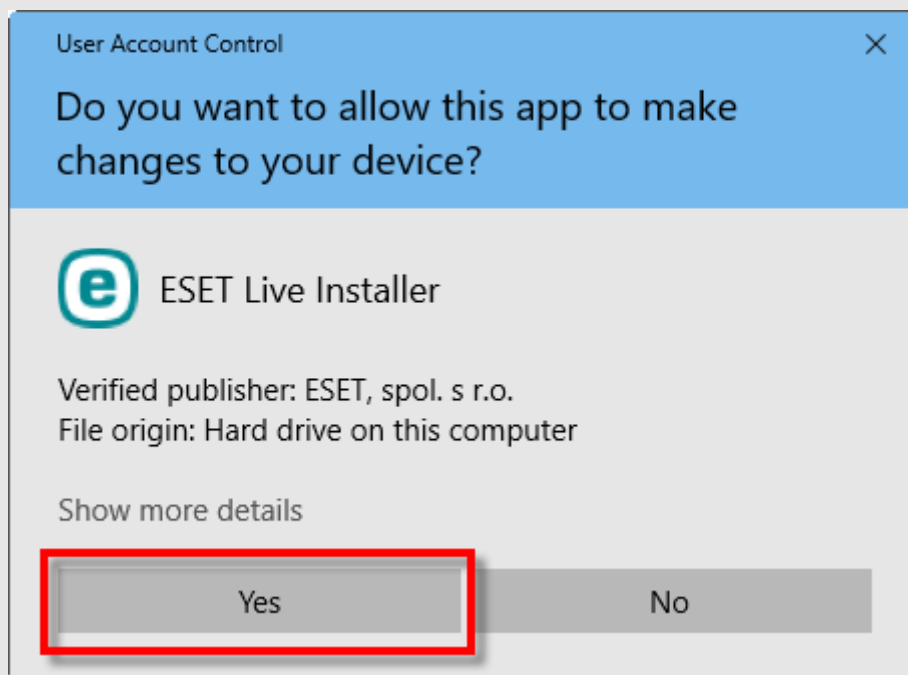 User Account Control
Do you want to allow this app to make
changes to your device?
e
ESET Live Installer
Verified publisher: ESET, spol. s r.o.
File origin: Hard drive on this computer
Show more details
Yes
No